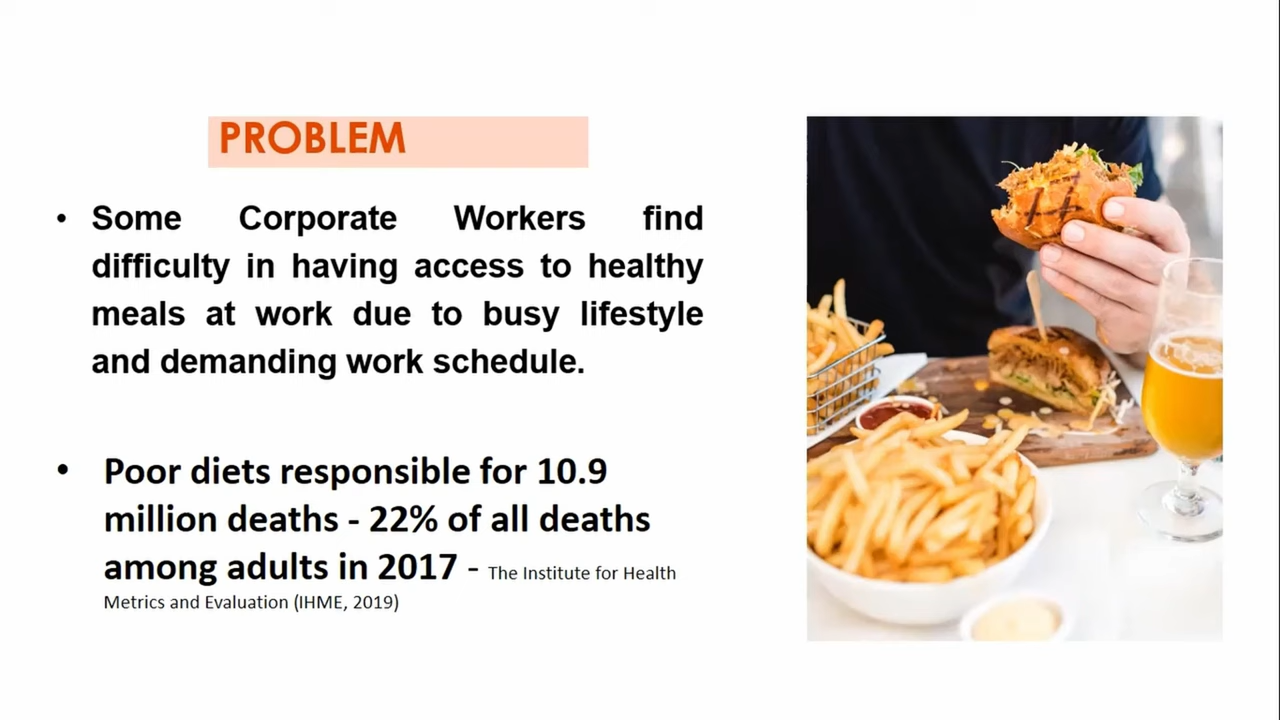 PROBLEM
• Some Corporate Workers find
difficulty in having access to healthy
meals at work due to busy lifestyle
and demanding work schedule.
• Poor diets responsible for 10.9
million deaths - 22% of all deaths
among adults in 2017 - The Institute for Health
Metrics and Evaluation (IHME, 2019)